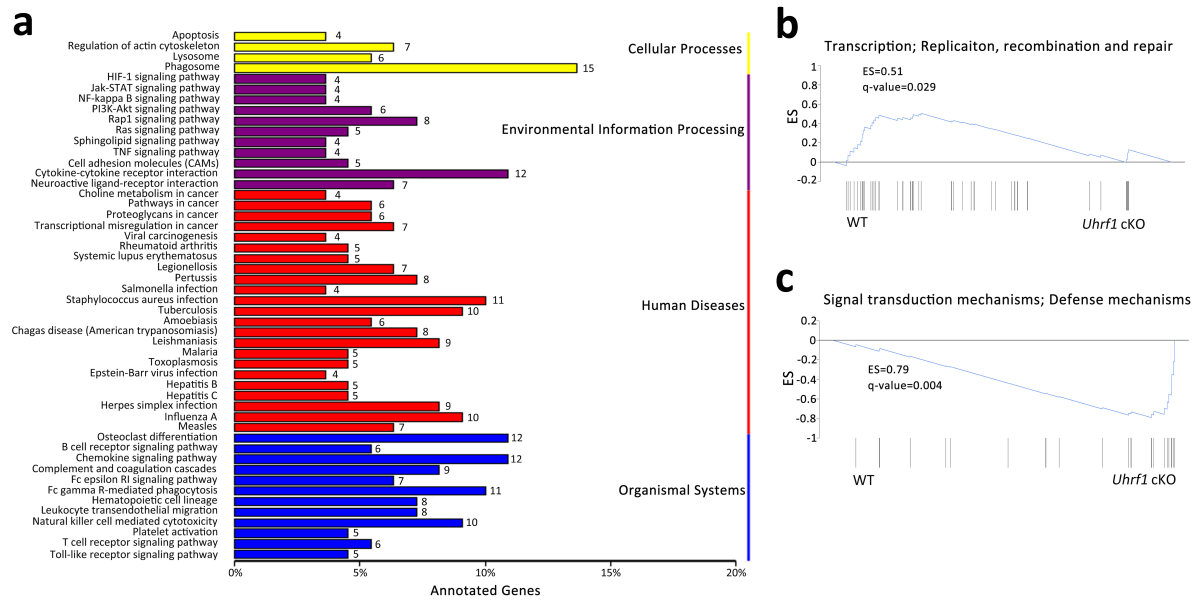 a
Apoptosis 4
Regulation of actin cytoskeleton 7
Lysosome 6
Phagosome 15
Cellular Processes
HIF-1 signaling pathway 4
Jak-STAT signaling pathway 4
NF-kappa B signaling pathway 4
PI3K-Akt signaling pathway 6
Rap1 signaling pathway 8
Ras signaling pathway 5
Sphingolipid signaling pathway 4
TNF signaling pathway 4
Cell adhesion molecules (CAMs) 5
Cytokine-cytokine receptor interaction 12
Neuroactive ligand-receptor interaction 7
Environmental Information Processing
Choline metabolism in cancer 4
Pathways in cancer 6
Proteoglycans in cancer 6
Transcriptional misregulation in cancer 7
Viral carcinogenesis 4
Rheumatoid arthritis 5
Systemic lupus erythematosus 5
Legionellosis 7
Pertussis 8
Salmonella infection 4
Staphylococcus aureus infection 11
Tuberculosis 10
Amoebiasis 6
Chagas disease (American trypanosomiasis) 8
Leishmaniasis 9
Malaria 5
Toxoplasmosis 5
Epstein-Barr virus infection 4
Hepatitis B 5
Hepatitis C 5
Herpes simplex infection 9
Influenza A 10
Measles 7
Human Diseases
Osteoclast differentiation 12
B cell receptor signaling pathway 6
Chemokine signaling pathway 12
Complement and coagulation cascades 9
Fc epsilon RI signaling pathway 7
Fc gamma R-mediated phagocytosis 11
Hematopoietic cell lineage 8
Leukocyte transendothelial migration 8
Natural killer cell mediated cytotoxicity 10
Platelet activation 5
T cell receptor signaling pathway 6
Toll-like receptor signaling pathway 5
Organismal Systems
0% 5% 10% 15% 20%
Annotated Genes
b
Transcription; Replicaiton, recombination and repair
ES=0.51
q-value=0.029
ES
1
0.8
0.6
0.4
0.2
0
-0.2
WT Uhrf1 cKO
c
Signal transduction mechanisms; Defense mechanisms
ES
0.2
0
-0.2
-0.4
-0.6
-0.8
-1
ES=0.79
q-value=0.004
WT Uhrf1 cKO